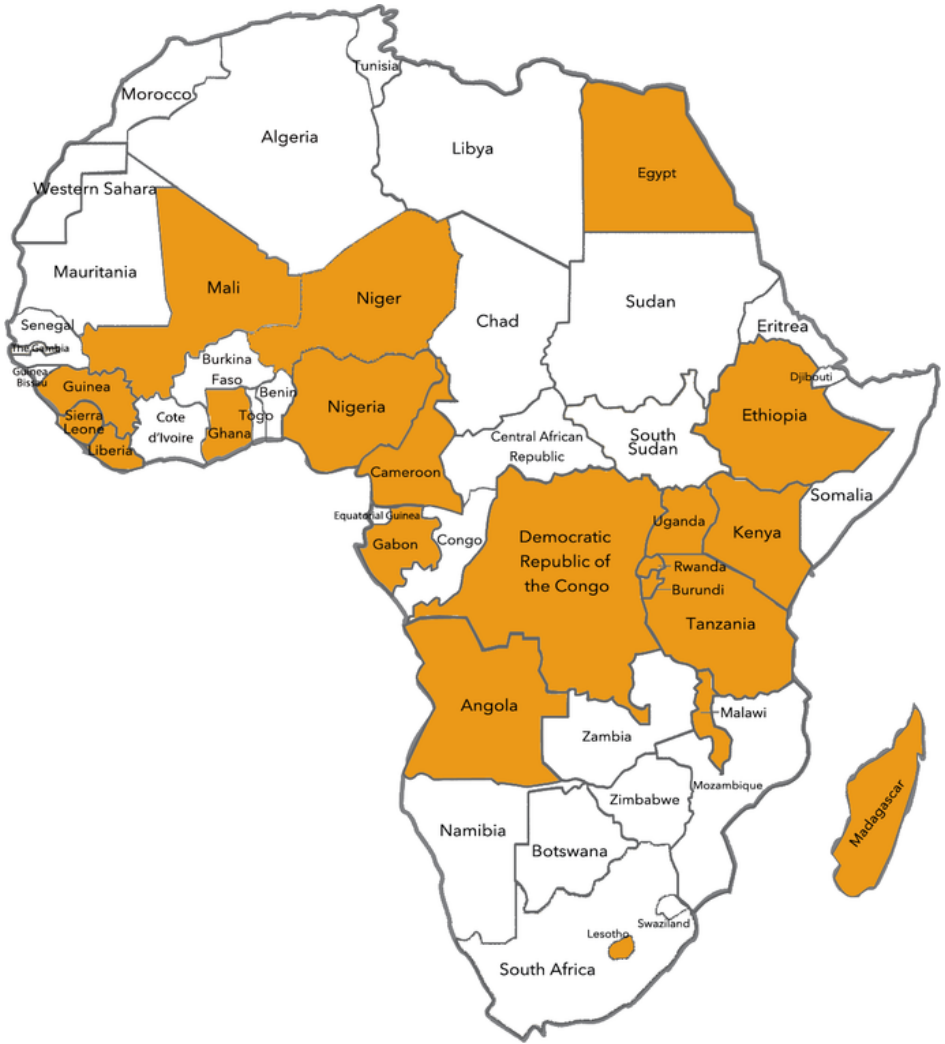 Tunisia
Morocco
Algeria
Libya
Egypt
Western Sahara
Mauritania
Mali
Niger
Chad
Sudan
Eritrea
Senegal
The Gambia
Guinea
Bissau
Guinea
Burkina
Faso
Benin
Djibouti
Sierra
Leone
Liberia
Cote
d'Ivoire
Ghana
Togo
Nigeria
Ethiopia
Central African
Republic
South
Sudan
Cameroon
Somalia
Equatorial Guinea
Gabon
Congo
Democratic
Republic of
the Congo
Uganda
Kenya
Rwanda
Burundi
Tanzania
Angola
Zambia
Malawi
Mozambique
Madagascar
Zimbabwe
Namibia
Botswana
Swaziland
Lesotho
South Africa